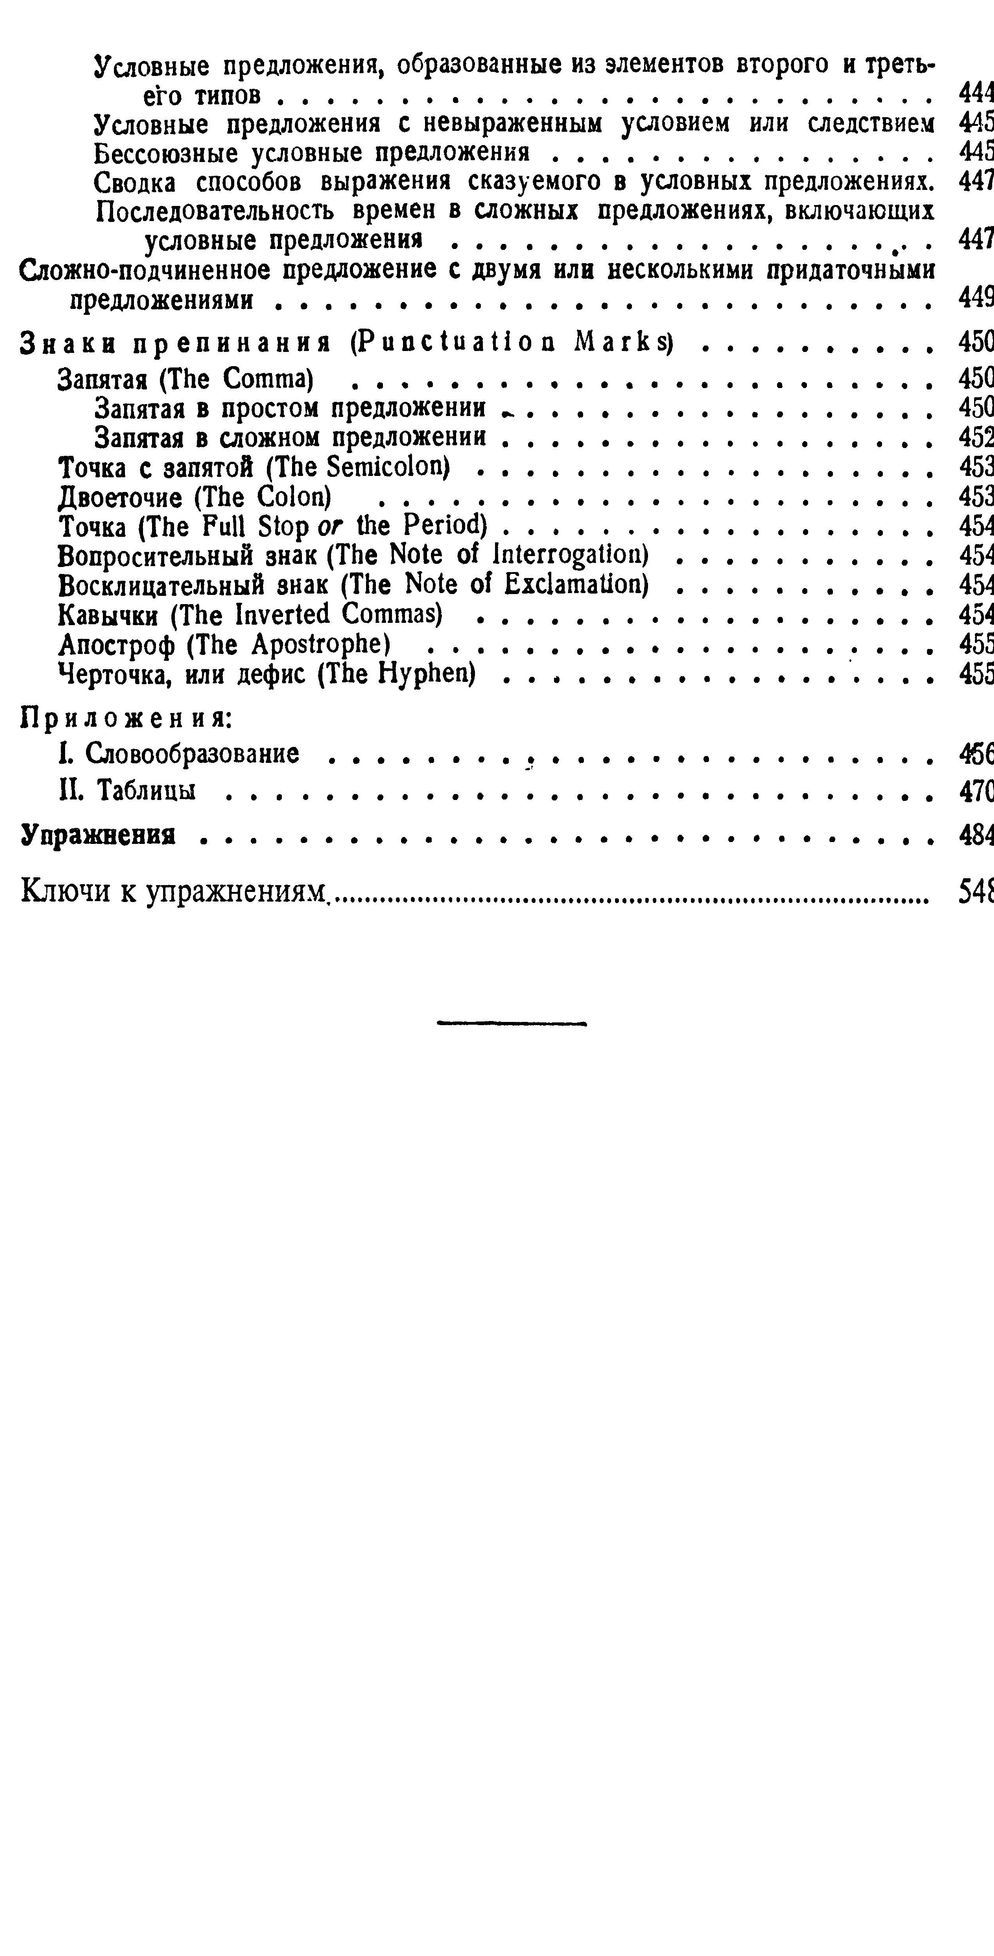 Условные предложения, образованные из элементов второго и треть-
его типов . . . . . . . . . . . . . . . . . . . . . . . . . . . 444
Условные предложения с невыраженным условием или следствием 445
Бессоюзные условные предложения . . . . . . . . . . . . . . . . 445
Сводка способов выражения сказуемого в условных предложениях. 447
Последовательность времен в сложных предложениях, включающих
условные предложения . . . . . . . . . . . . . . . . . . . . 447
Сложно-подчиненное предложение с двумя или несколькими придаточными
предложениями . . . . . . . . . . . . . . . . . . . . . . . . . . . 449
Знаки препинания (Punctuation Marks) . . . . . . . . . . 450
Запятая (The Comma) . . . . . . . . . . . . . . . . . . . . . . . . 450
Запятая в простом предложении . . . . . . . . . . . . . . . . . . 450
Запятая в сложном предложении . . . . . . . . . . . . . . . . . . 452
Точка с запятой (The Semicolon) . . . . . . . . . . . . . . . . . . . 453
Двоеточие (The Colon) . . . . . . . . . . . . . . . . . . . . . . . 453
Точка (The Full Stop or the Period) . . . . . . . . . . . . . . . . . . 454
Вопросительный знак (The Note of Interrogation) . . . . . . . . . . . 454
Восклицательный знак (The Note of Exclamation) . . . . . . . . . . . 454
Кавычки (The Inverted Commas) . . . . . . . . . . . . . . . . . . . 454
Апостроф (The Apostrophe) . . . . . . . . . . . . . . . . . . . . . 455
Черточка, или дефис (The Hyphen) . . . . . . . . . . . . . . . . . . 455
Приложения:
I. Словообразование . . . . . . . . . . . . . . . . . . . . . . . . . 456
II. Таблицы . . . . . . . . . . . . . . . . . . . . . . . . . . . . . 470
Упражнения . . . . . . . . . . . . . . . . . . . . . . . . . . . . . . 484
Ключи к упражнениям .......................................................... 548